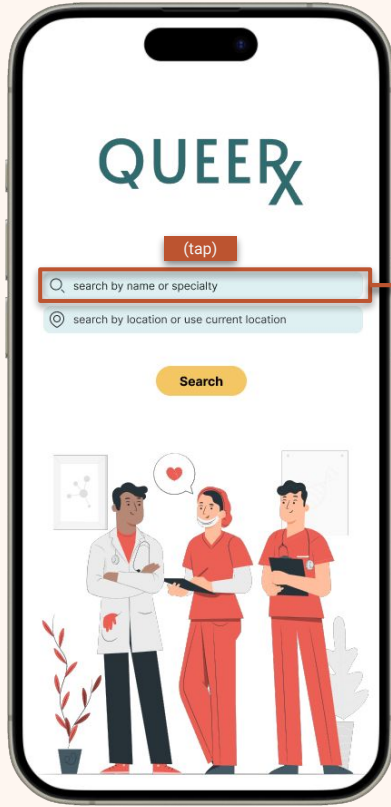 QUEERx
(tap)
search by name or specialty
search by location or use current location
Search